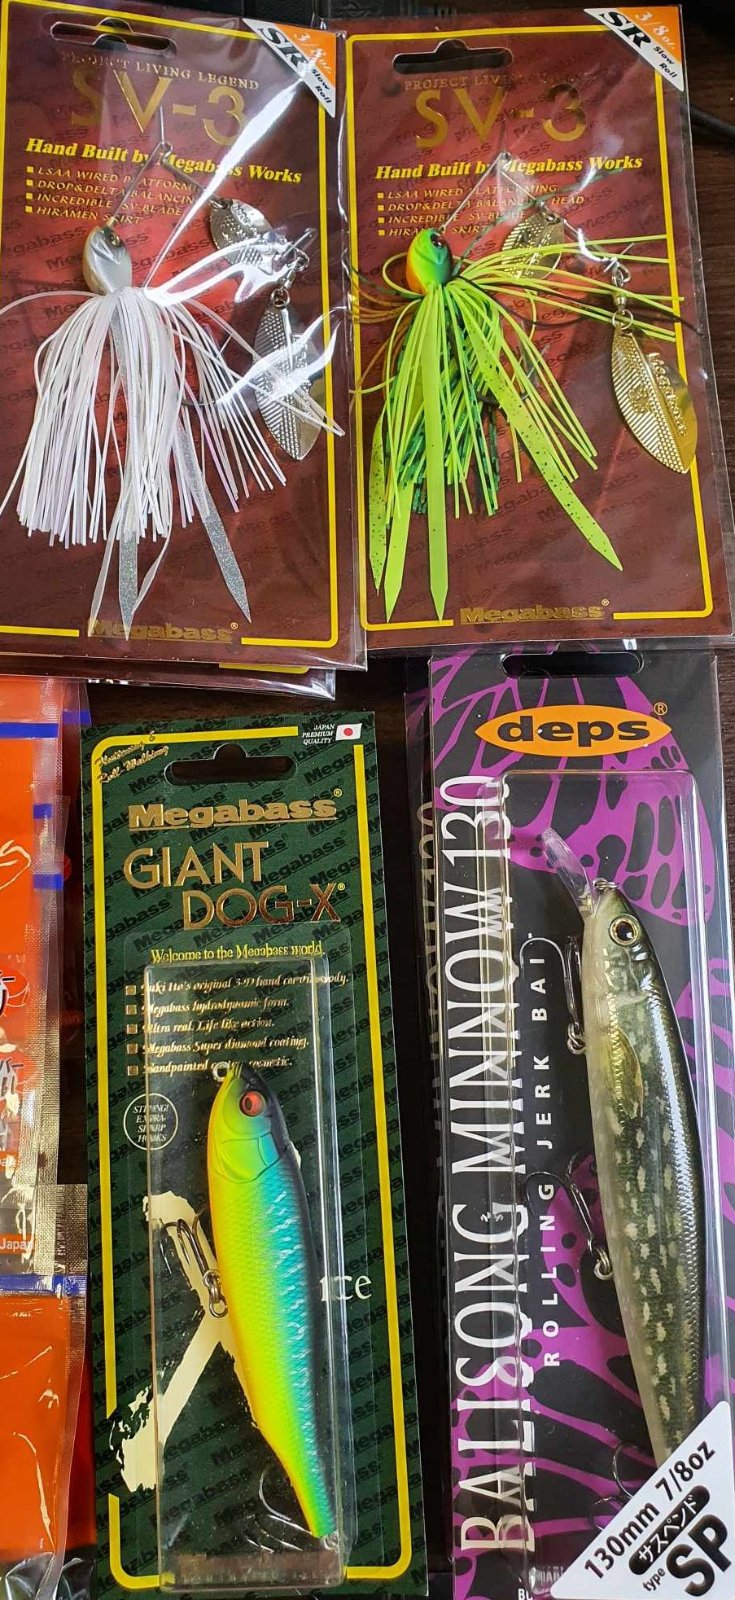 3/8oz.
SR
Slow
Roll
PROJECT LIVING LEGEND
SV-3
Hand Built by Megabass Works
LSAA WIRED PLATFORMING
DROP&DELTA BALANCING
INCREDIBLE SV-BLADE
HIRAMEN SKIRT
Megabass®
3/8oz.
SR
Slow
Roll
PROJECT LIVING LEGEND
SV-3
Hand Built by Megabass Works
LSAA WIRED PLATFORMING
DROP&DELTA BALANCING HEAD
INCREDIBLE SV-BLADE
HIRAMEN SKIRT
Megabass
Megabass®
JAPAN
PREMIUM
QUALITY
Megabass®
GIANT
DOG-X®
Welcome to the Megabass world.
Yuki Ito's original 3-D hand carving body.
Megabass hydrodynamic form.
Ultra real. Life like action.
Megabass Super diamond coating.
Handpainted custom cosmetic.
STRONG!
EXTRA-
SHARP
HOOKS
deps®
BALISONG MINNOW 130
ROLLING JERK BAIT
130mm 7/8oz
サスペンド
type SP
Japan